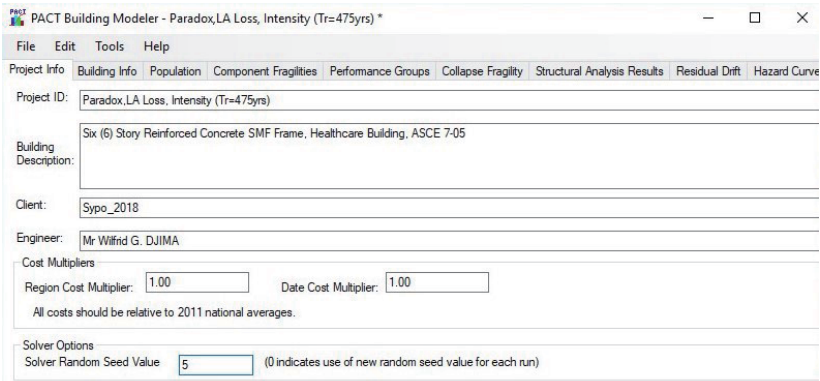 PACT
PACT Building Modeler - Paradox,LA Loss, Intensity (Tr=475yrs) *
File Edit Tools Help
Project Info Building Info Population Component Fragilities Performance Groups Collapse Fragility Structural Analysis Results Residual Drift Hazard Curve
Project ID: Paradox,LA Loss, Intensity (Tr=475yrs)
Six (6) Story Reinforced Concrete SMF Frame, Healthcare Building, ASCE 7-05
Building
Description:
Client: Sypo_2018
Engineer: Mr Wilfrid G. DJIMA
Cost Multipliers
Region Cost Multiplier: 1.00 Date Cost Multiplier: 1.00
All costs should be relative to 2011 national averages.
Solver Options
Solver Random Seed Value 5 (0 indicates use of new random seed value for each run)